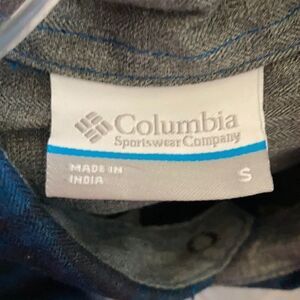 Columbia
Sportswear Company
MADE IN
INDIA
S